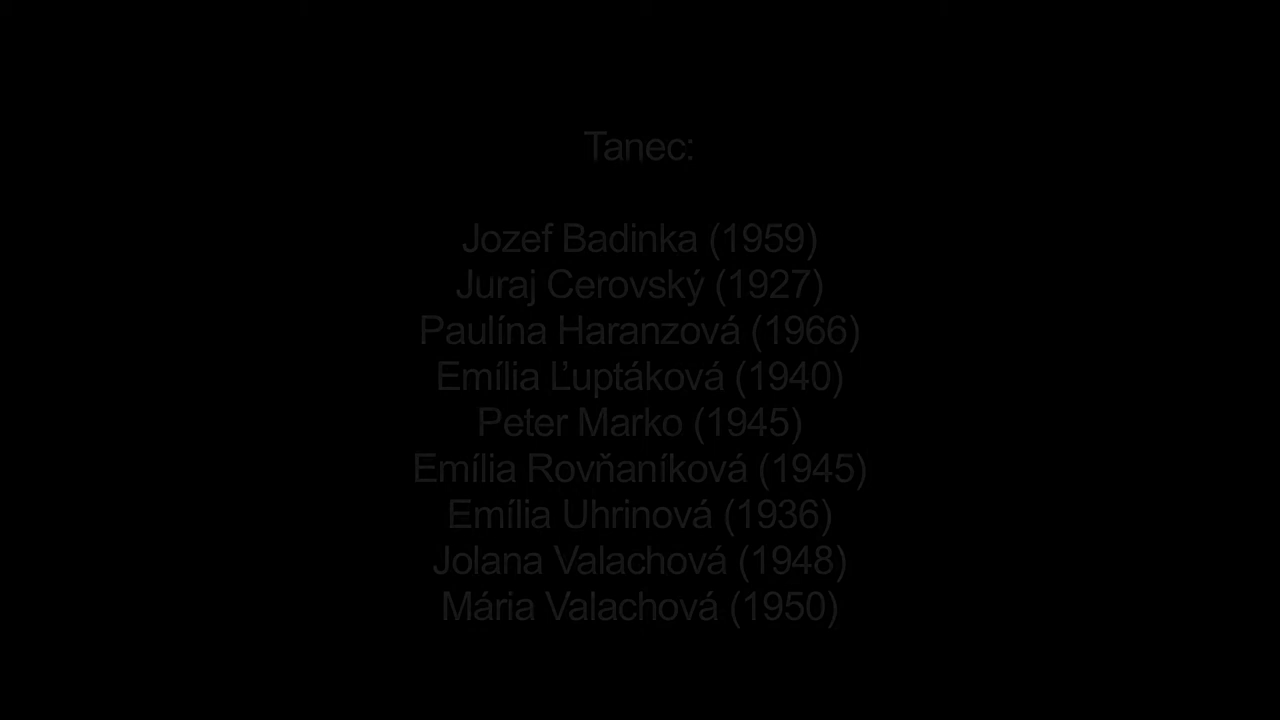 Tanec:
Jozef Badinka (1959)
Juraj Cerovský (1927)
Paulína Haranzová (1966)
Emília Ľuptáková (1940)
Peter Marko (1945)
Emília Rovňaníková (1945)
Emília Uhrinová (1936)
Jolana Valachová (1948)
Mária Valachová (1950)